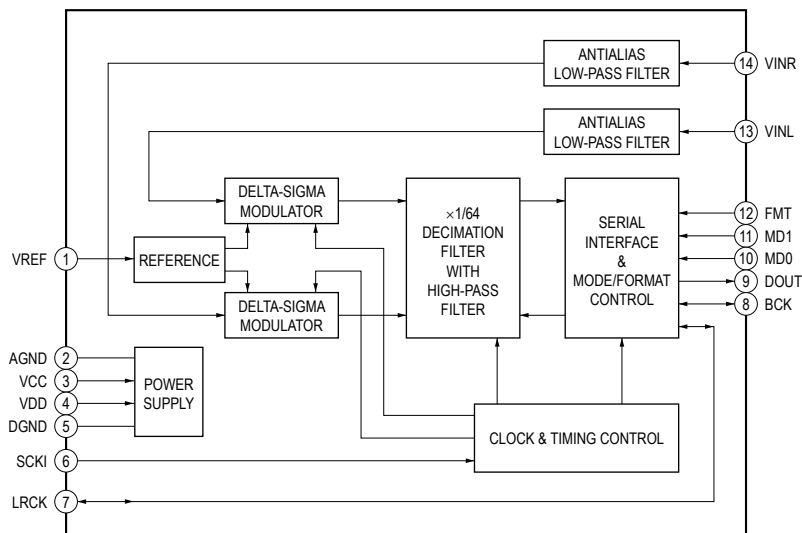 ANTIALIAS
LOW-PASS FILTER
14 VINR
ANTIALIAS
LOW-PASS FILTER
13 VINL
DELTA-SIGMA
MODULATOR
×1/64
DECIMATION
FILTER
WITH
HIGH-PASS
FILTER
SERIAL
INTERFACE
&
MODE/FORMAT
CONTROL
12 FMT
11 MD1
10 MD0
9 DOUT
8 BCK
VREF 1
REFERENCE
DELTA-SIGMA
MODULATOR
AGND 2
VCC 3
VDD 4
DGND 5
POWER
SUPPLY
CLOCK & TIMING CONTROL
SCKI 6
LRCK 7